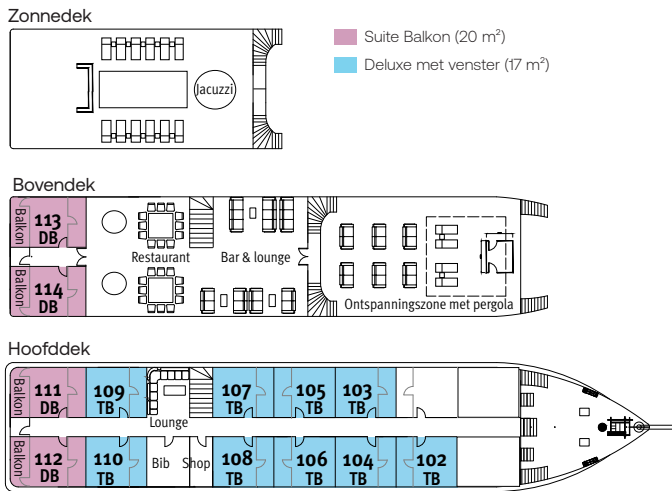 Zonnedek
Suite Balkon (20 m²)
Deluxe met venster (17 m²)
Jacuzzi
Bovendek
Balkon
113
DB
Restaurant
Bar & lounge
Balkon
114
DB
Ontspanningszone met pergola
Hoofddek
Balkon
111
DB
109
TB
Lounge
107
TB
105
TB
103
TB
Balkon
112
DB
110
TB
Bib
Shop
108
TB
106
TB
104
TB
102
TB